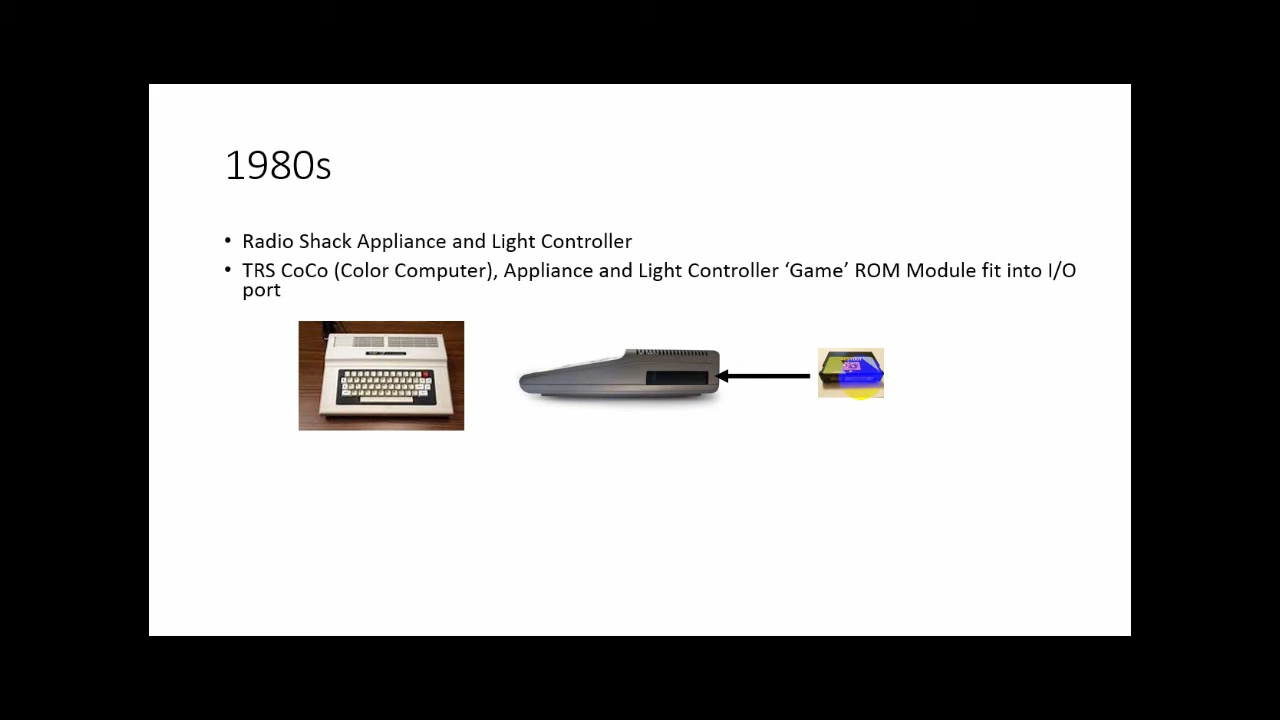 1980s
• Radio Shack Appliance and Light Controller
• TRS CoCo (Color Computer), Appliance and Light Controller ‘Game’ ROM Module fit into I/O
port